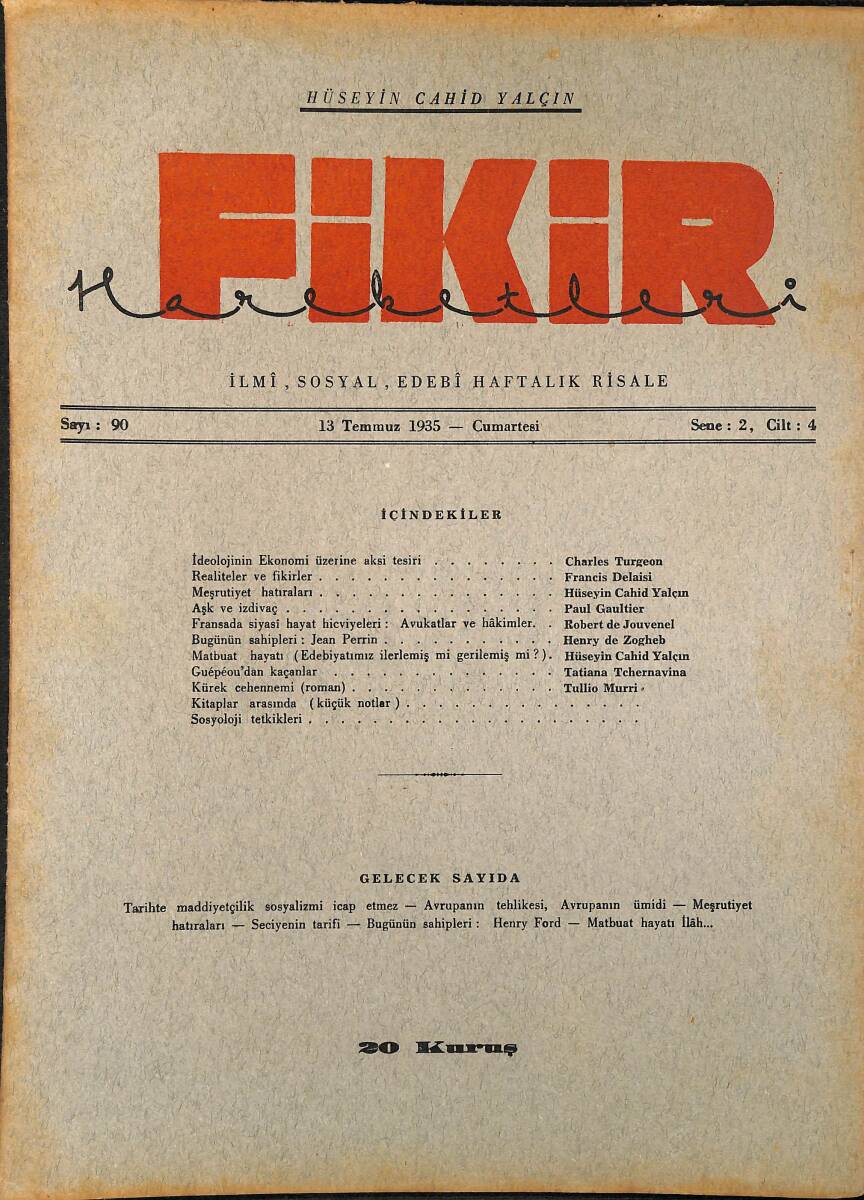 HÜSEYİN CAHİD YALÇIN
FİKİR
Hareketleri
İLMÎ, SOSYAL, EDEBÎ HAFTALIK RİSALE
Sayı: 90 13 Temmuz 1935 — Cumartesi Sene: 2, Cilt: 4
İÇİNDEKİLER
İdeolojinin Ekonomi üzerine aksi tesiri . . . . . . . . Charles Turgeon
Realiteler ve fikirler . . . . . . . . . . . . . . . Francis Delaisi
Meşrutiyet hatıraları . . . . . . . . . . . . . . . Hüseyin Cahid Yalçın
Aşk ve izdivaç . . . . . . . . . . . . . . . . . Paul Gaultier
Fransada siyasî hayat hicviyeleri: Avukatlar ve hâkimler. . Robert de Jouvenel
Bugünün sahipleri: Jean Perrin . . . . . . . . . . . Henry de Zogheb
Matbuat hayatı (Edebiyatımız ilerlemiş mi gerilemiş mi?). Hüseyin Cahid Yalçın
Guépéou'dan kaçanlar . . . . . . . . . . . . . . Tatiana Tchernavina
Kürek cehennemi (roman) . . . . . . . . . . . . . Tullio Murri
Kitaplar arasında (küçük notlar) . . . . . . . . . . . . . . .
Sosyoloji tetkikleri . . . . . . . . . . . . . . . . . . . . .
GELECEK SAYIDA
Tarihte maddiyetçilik sosyalizmi icap etmez — Avrupanın tehlikesi, Avrupanın ümidi — Meşrutiyet
hatıraları — Seciyenin tarifi — Bugünün sahipleri: Henry Ford — Matbuat hayatı İlâh...
20 Kuruş